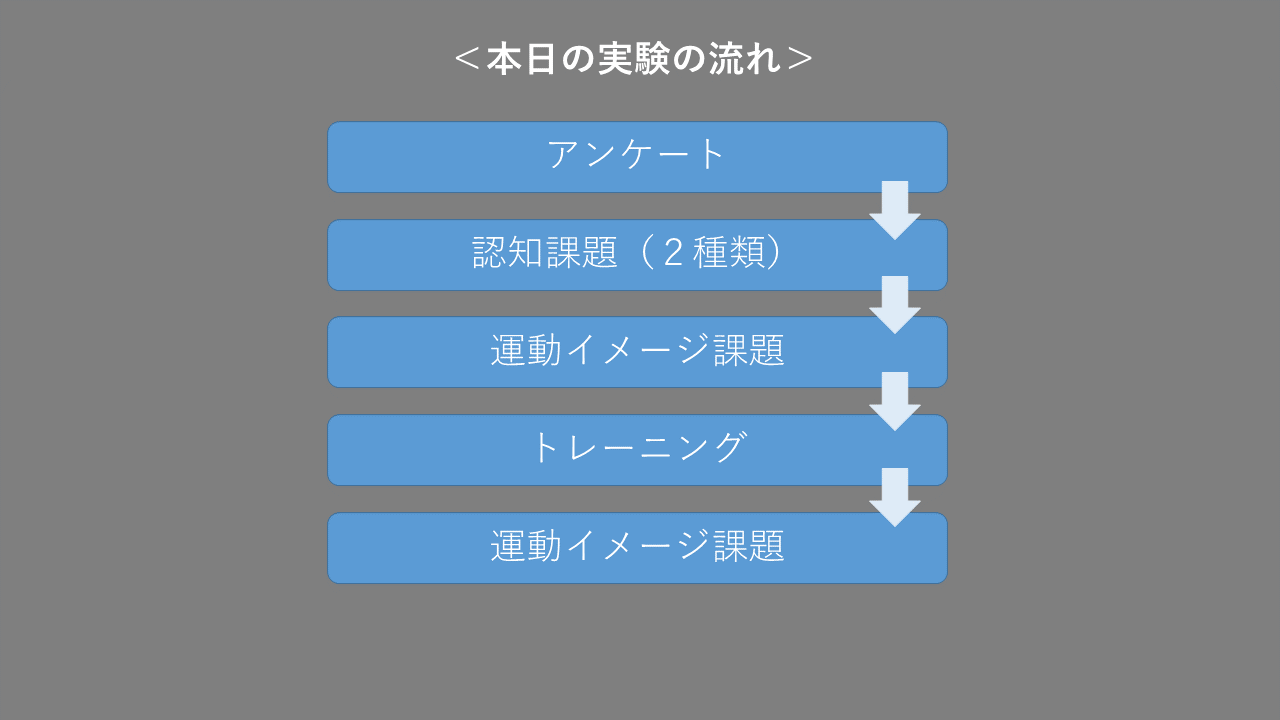 ＜本日の実験の流れ＞
アンケート
認知課題（２種類）
運動イメージ課題
トレーニング
運動イメージ課題